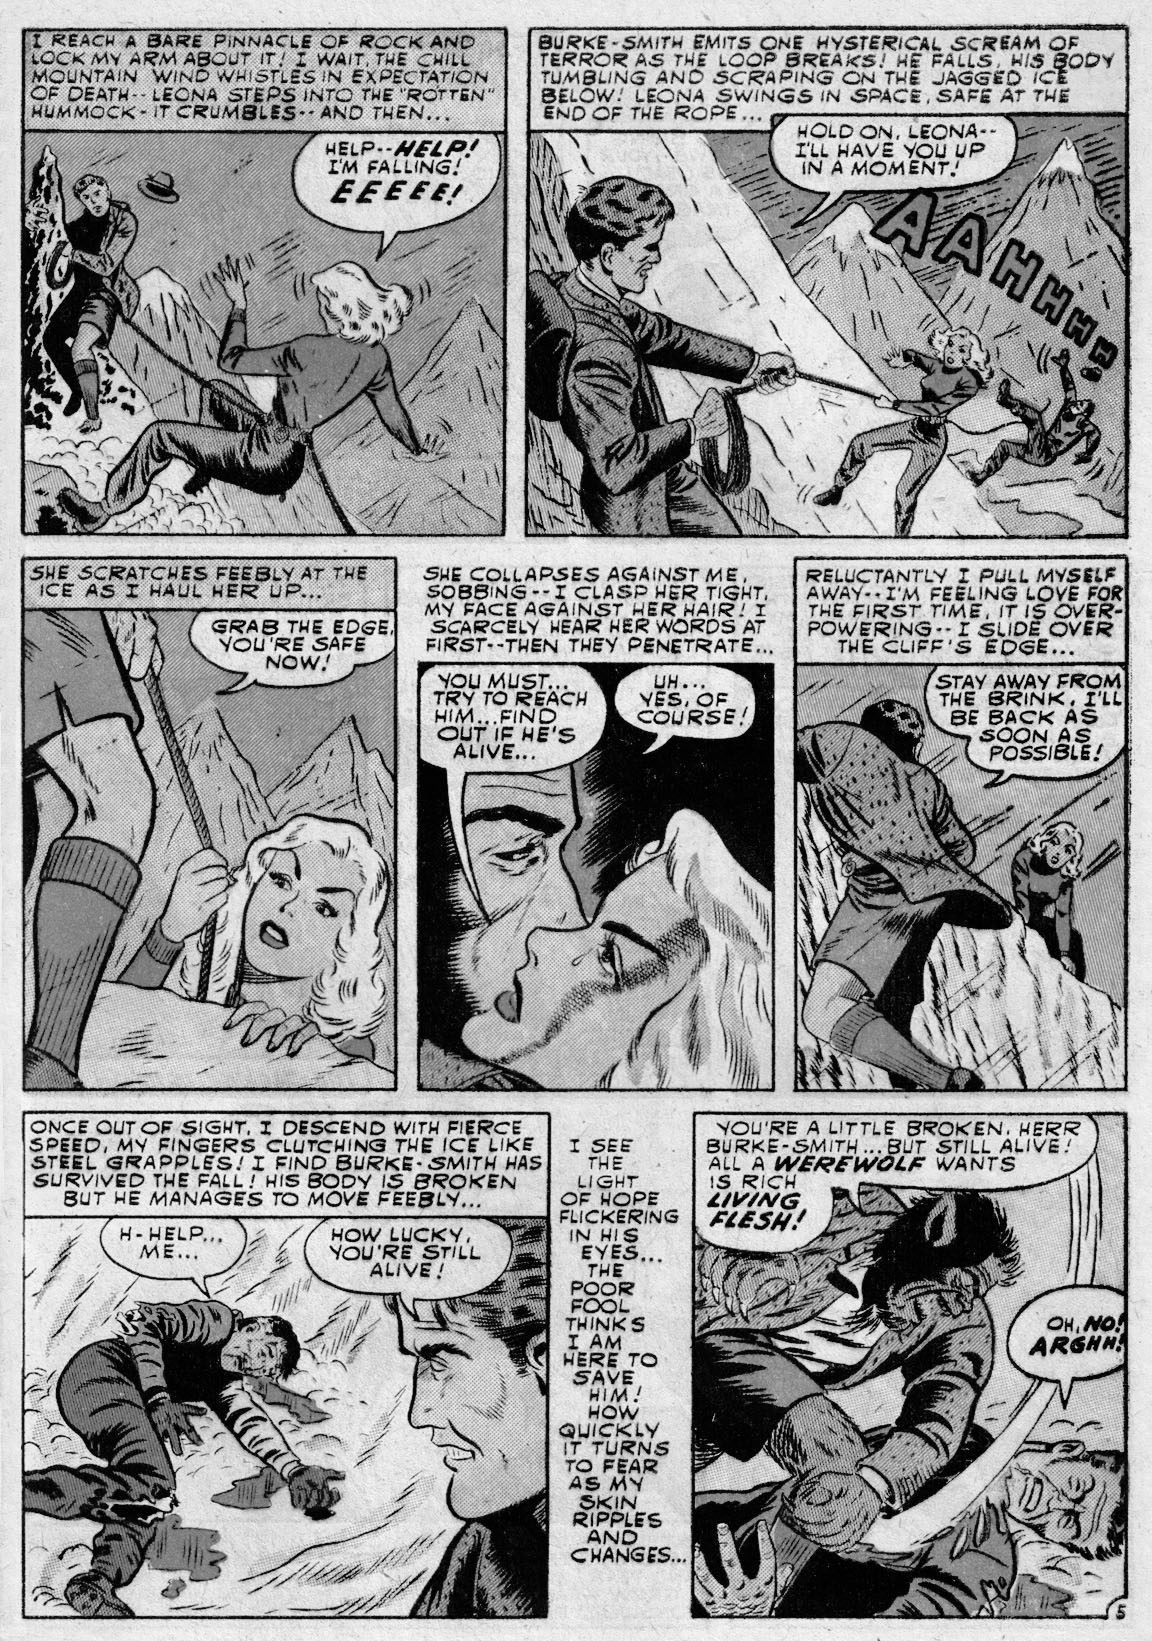 I REACH A BARE PINNACLE OF ROCK AND
LOCK MY ARM ABOUT IT! I WAIT, THE CHILL
MOUNTAIN WIND WHISTLES IN EXPECTATION
OF DEATH--LEONA STEPS INTO THE "ROTTEN"
HUMMOCK-IT CRUMBLES--AND THEN...
HELP--HELP!
I'M FALLING!
EEEEE!
BURKE-SMITH EMITS ONE HYSTERICAL SCREAM OF
TERROR AS THE LOOP BREAKS! HE FALLS, HIS BODY
TUMBLING AND SCRAPING ON THE JAGGED ICE
BELOW! LEONA SWINGS IN SPACE, SAFE AT THE
END OF THE ROPE...
HOLD ON, LEONA--
I'LL HAVE YOU UP
IN A MOMENT!
AAHHHH!!
SHE SCRATCHES FEEBLY AT THE
ICE AS I HAUL HER UP...
GRAB THE EDGE,
YOU'RE SAFE
NOW!
SHE COLLAPSES AGAINST ME,
SOBBING--I CLASP HER TIGHT,
MY FACE AGAINST HER HAIR! I
SCARCELY HEAR HER WORDS AT
FIRST--THEN THEY PENETRATE...
YOU MUST...
TRY TO REACH
HIM...FIND
OUT IF HE'S
ALIVE...
UH...
YES, OF
COURSE!
RELUCTANTLY I PULL MYSELF
AWAY--I'M FEELING LOVE FOR
THE FIRST TIME, IT IS OVER-
POWERING--I SLIDE OVER
THE CLIFF'S EDGE...
STAY AWAY FROM
THE BRINK, I'LL
BE BACK AS
SOON AS
POSSIBLE!
ONCE OUT OF SIGHT, I DESCEND WITH FIERCE
SPEED, MY FINGERS CLUTCHING THE ICE LIKE
STEEL GRAPPLES! I FIND BURKE-SMITH HAS
SURVIVED THE FALL! HIS BODY IS BROKEN
BUT HE MANAGES TO MOVE FEEBLY...
H-HELP...
ME...
HOW LUCKY,
YOU'RE STILL
ALIVE!
I SEE
THE
LIGHT
OF HOPE
FLICKERING
IN HIS
EYES...
THE
POOR
FOOL
THINKS
I AM
HERE TO
SAVE
HIM!
HOW
QUICKLY
IT TURNS
TO FEAR
AS MY
SKIN
RIPPLES
AND
CHANGES...
YOU'RE A LITTLE BROKEN, HERR
BURKE-SMITH...BUT STILL ALIVE!
ALL A WEREWOLF WANTS
IS RICH
LIVING
FLESH!
OH, NO!
ARGHH!
5